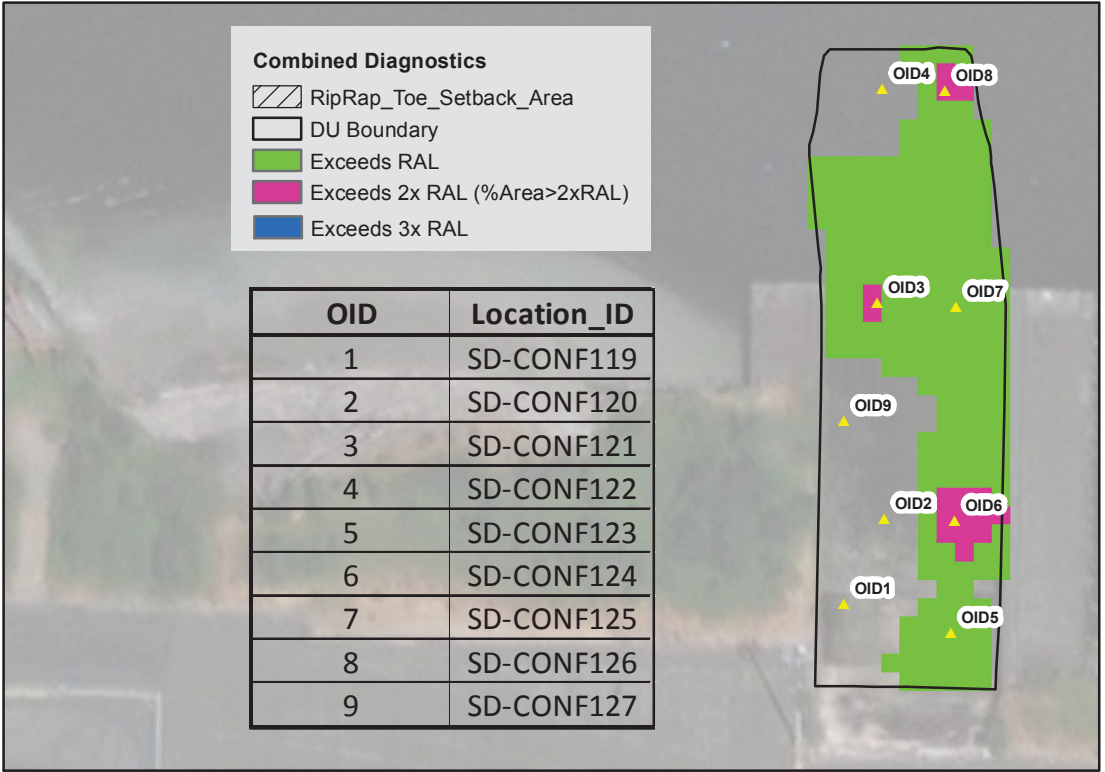 Combined Diagnostics
RipRap_Toe_Setback_Area
DU Boundary
Exceeds RAL
Exceeds 2x RAL (%Area>2xRAL)
Exceeds 3x RAL
OID Location_ID
1 SD-CONF119
2 SD-CONF120
3 SD-CONF121
4 SD-CONF122
5 SD-CONF123
6 SD-CONF124
7 SD-CONF125
8 SD-CONF126
9 SD-CONF127
OID4 OID8
OID3 OID7
OID9
OID2 OID6
OID1
OID5